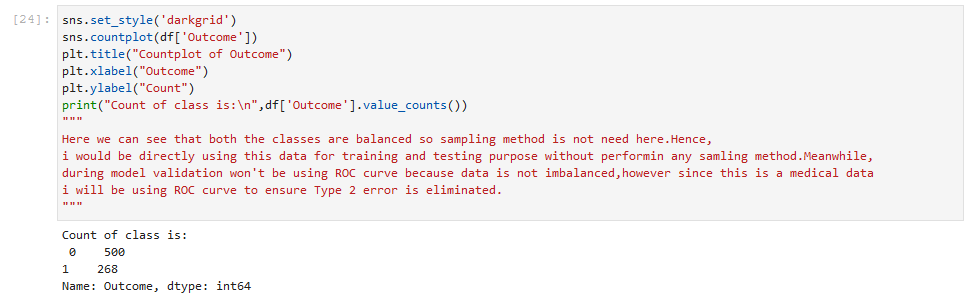 [24]: sns.set_style('darkgrid')
sns.countplot(df['Outcome'])
plt.title("Countplot of Outcome")
plt.xlabel("Outcome")
plt.ylabel("Count")
print("Count of class is:\n",df['Outcome'].value_counts())
"""
Here we can see that both the classes are balanced so sampling method is not need here.Hence,
i would be directly using this data for training and testing purpose without performin any samling method.Meanwhile,
during model validation won't be using ROC curve because data is not imbalanced,however since this is a medical data
i will be using ROC curve to ensure Type 2 error is eliminated.
"""
Count of class is:
 0    500
1    268
Name: Outcome, dtype: int64